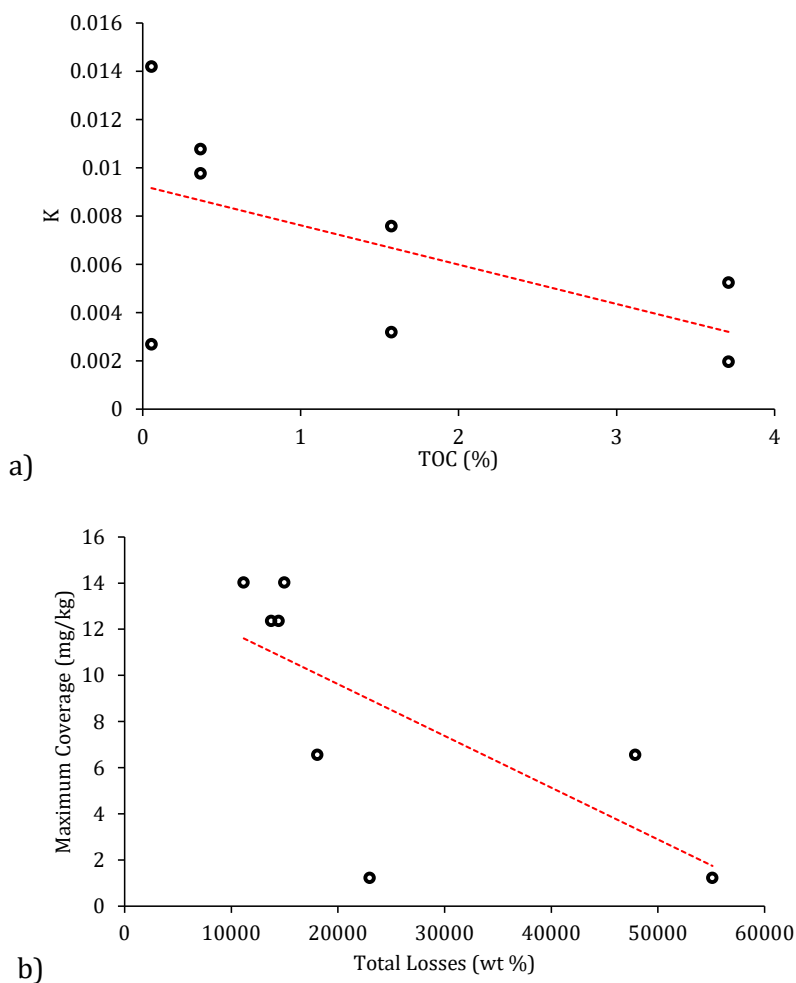 0.016
0.014
0.012
0.01
0.008
0.006
0.004
0.002
0
K
0 1 2 3 4
TOC (%)
a)
16
14
12
10
8
6
4
2
0
Maximum Coverage (mg/kg)
0 10000 20000 30000 40000 50000 60000
Total Losses (wt %)
b)